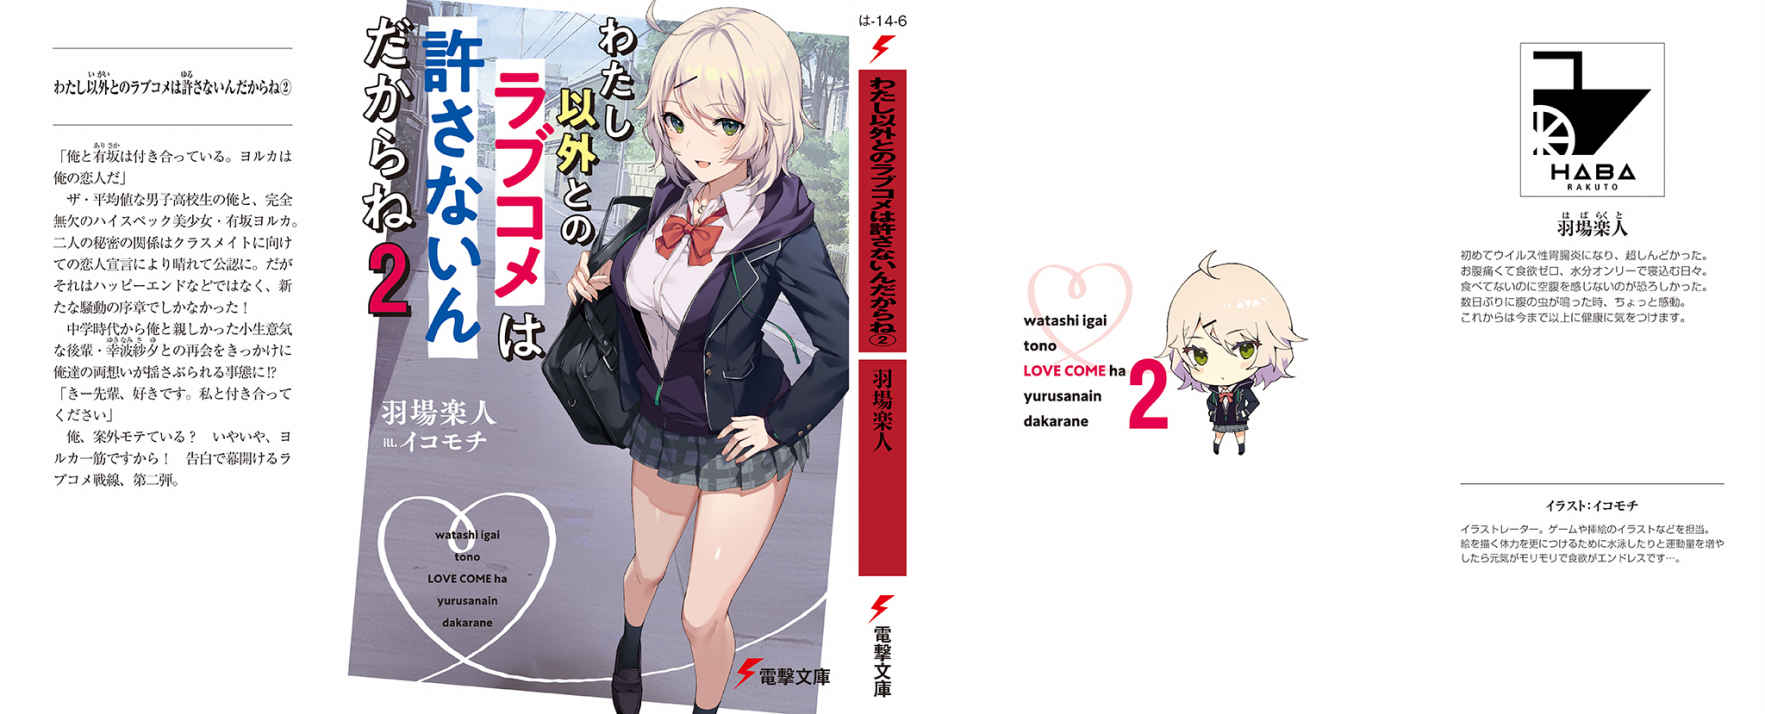 わたし以外とのラブコメは許さないんだからね②
いがい
ゆる
「俺と有坂は付き合っている。ヨルカは
ありさか
俺の恋人だ」
ザ・平均値な男子高校生の俺と、完全
無欠のハイスペック美少女・有坂ヨルカ。
二人の秘密の関係はクラスメイトに向け
ての恋人宣言により晴れて公認に。だが
それはハッピーエンドなどではなく、新
たな騒動の序章でしかなかった！
中学時代から俺と親しかった小生意気
な後輩・幸波紗夕との再会をきっかけに
ゆきなみさゆ
俺達の両想いが揺さぶられる事態に!?
「きー先輩、好きです。私と付き合って
ください」
俺、案外モテている？　いやいや、ヨ
ルカ一筋ですから！　告白で幕開けるラ
ブコメ戦線、第二弾。
わたし
以外との
ラブコメは
許さないん
だからね
2
羽場楽人
ill.イコモチ
watashi igai
tono
LOVE COME ha
yurusanain
dakarane
電撃文庫
は-14-6
わたし以外とのラブコメは許さないんだからね②
羽場楽人
電撃文庫
watashi igai
tono
LOVE COME ha
yurusanain
dakarane
2
HABA
RAKUTO
はばらくと
羽場楽人
初めてウイルス性胃腸炎になり、超しんどかった。
お腹痛くて食欲ゼロ、水分オンリーで寝込む日々。
食べてないのに空腹を感じないのが恐ろしかった。
数日ぶりに腹の虫が鳴った時、ちょっと感動。
これからは今まで以上に健康に気をつけます。
イラスト：イコモチ
イラストレーター。ゲームや挿絵のイラストなどを担当。
絵を描く体力を更につけるために水泳したりと運動量を増や
したら元気がモリモリで食欲がエンドレスです…。